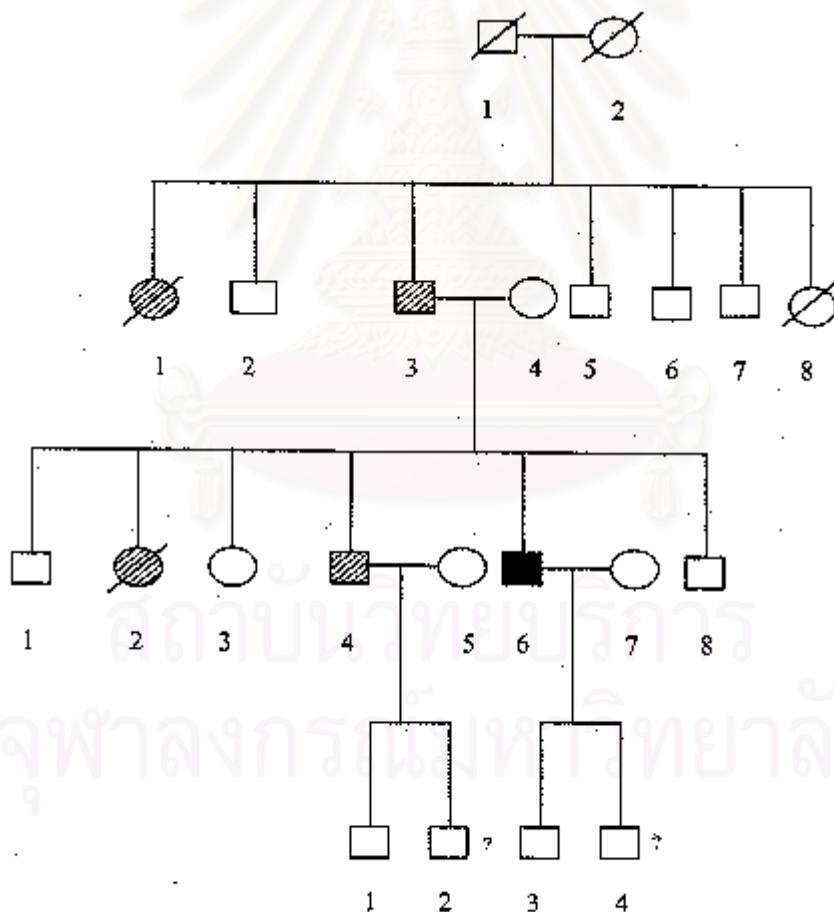 1 2
1 2 3 4 5 6 7 8
1 2 3 4 5 6 7 8
สถาบันวิทยบริการ
จุฬาลงกรณ์มหาวิทยาลั
? ?
1 2 3 4